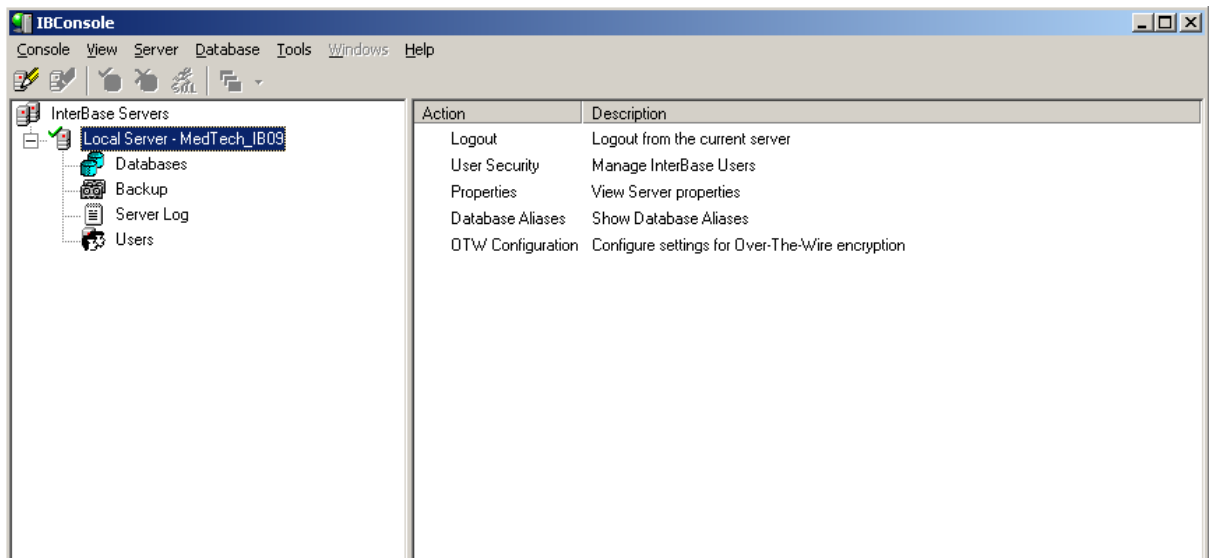 IBConsole
Console View Server Database Tools Windows Help
SQL
InterBase Servers
Local Server - MedTech_IB09
Databases
Backup
Server Log
Users
Action Description
Logout Logout from the current server
User Security Manage InterBase Users
Properties View Server properties
Database Aliases Show Database Aliases
OTW Configuration Configure settings for Over-The-Wire encryption